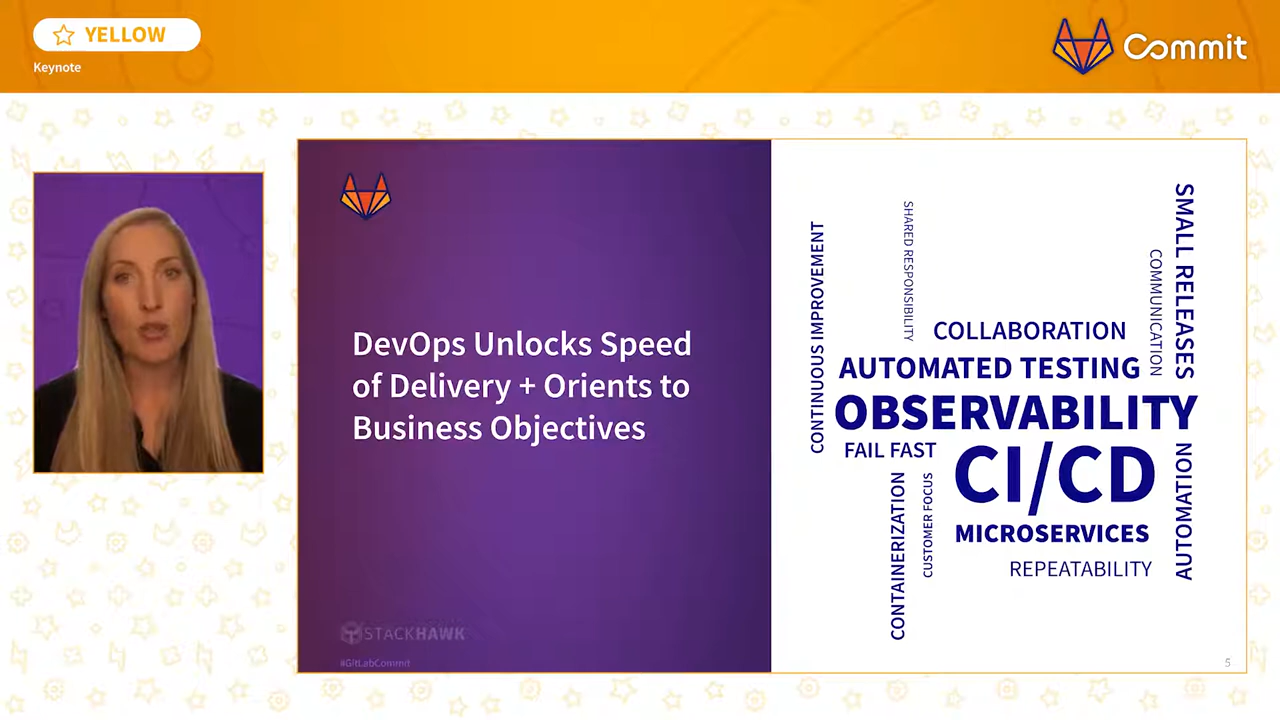 YELLOW
Keynote
Commit
DevOps Unlocks Speed
of Delivery + Orients to
Business Objectives
STACKHAWK
#GitLabCommit
CONTINUOUS IMPROVEMENT
SHARED RESPONSIBILITY
COMMUNICATION
SMALL RELEASES
COLLABORATION
AUTOMATED TESTING
OBSERVABILITY
FAIL FAST
CI/CD
CONTAINERIZATION
CUSTOMER FOCUS
AUTOMATION
MICROSERVICES
REPEATABILITY
5